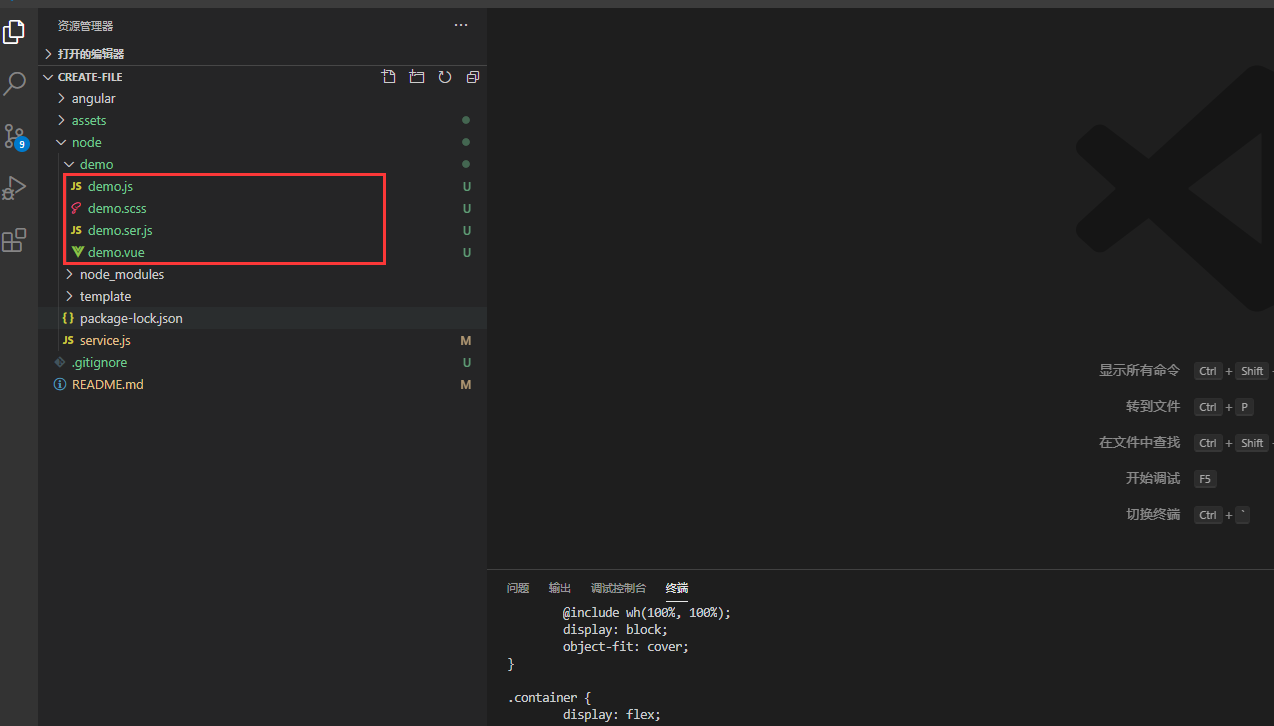 资源管理器
打开的编辑器
CREATE-FILE
angular
9
assets
node
demo
JS demo.js U
demo.scss U
JS demo.ser.js U
demo.vue U
node_modules
template
{} package-lock.json
JS service.js M
.gitignore U
README.md M
显示所有命令 Ctrl + Shift +
转到文件 Ctrl + P
在文件中查找 Ctrl + Shift +
开始调试 F5
切换终端 Ctrl + `
问题 输出 调试控制台 终端
@include wh(100%, 100%);
display: block;
object-fit: cover;
}
.container {
display: flex;